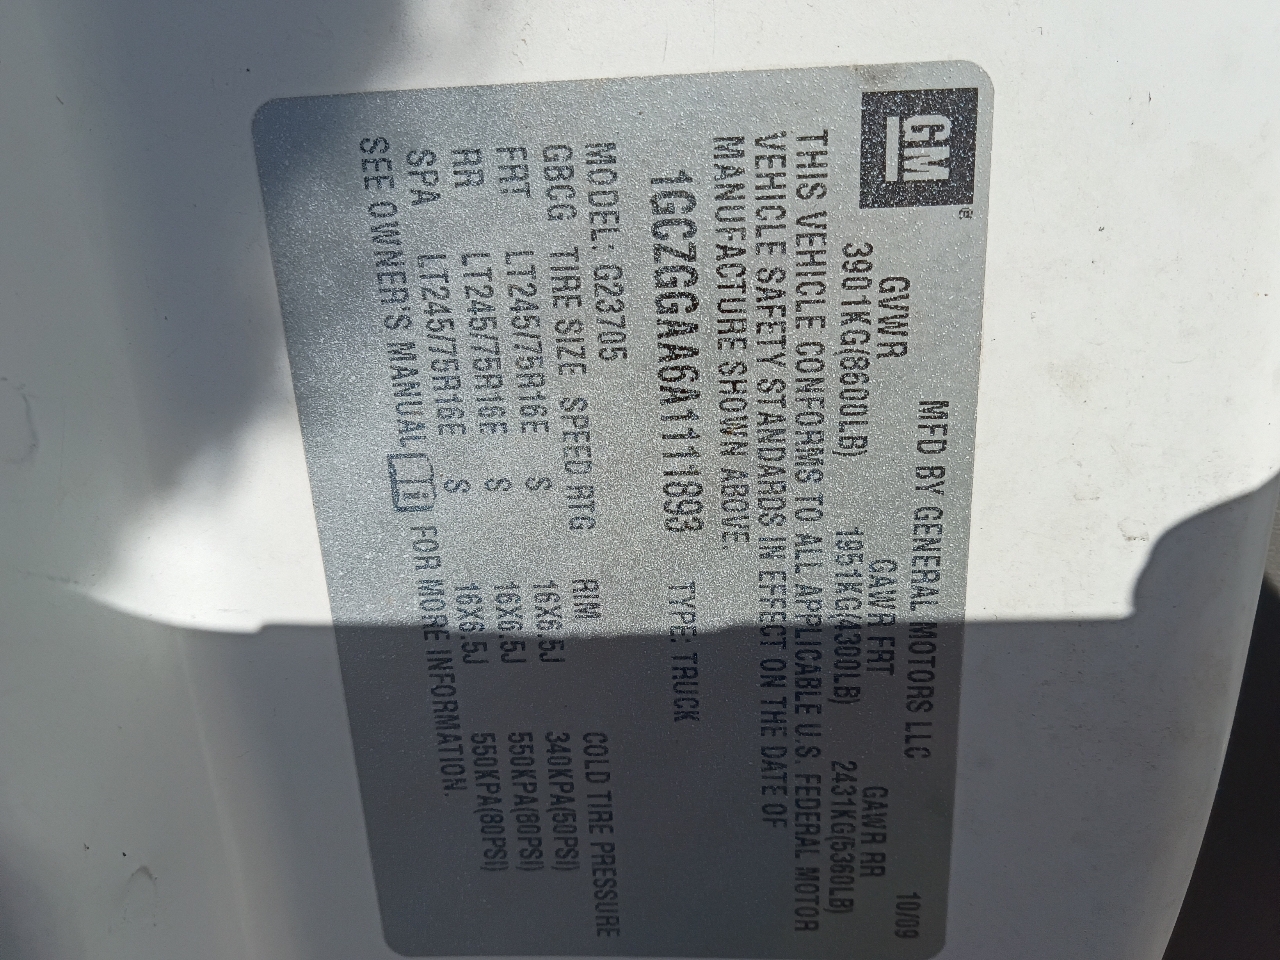 GM ®
MFD BY GENERAL MOTORS LLC 10/09
GVWR GAWR FRT GAWR RR
3901KG(8600LB) 1951KG(4300LB) 2431KG(5360LB)
THIS VEHICLE CONFORMS TO ALL APPLICABLE U.S. FEDERAL MOTOR
VEHICLE SAFETY STANDARDS IN EFFECT ON THE DATE OF
MANUFACTURE SHOWN ABOVE.
1GCZGGAA6A1111893 TYPE: TRUCK
MODEL: G23705
GBCG TIRE SIZE SPEED RTG RIM COLD TIRE PRESSURE
FRT LT245/75R16E S 16X6.5J 340KPA(50PSI)
RR LT245/75R16E S 16X6.5J 550KPA(80PSI)
SPA LT245/75R16E S 16X6.5J 550KPA(80PSI)
SEE OWNER'S MANUAL i FOR MORE INFORMATION.